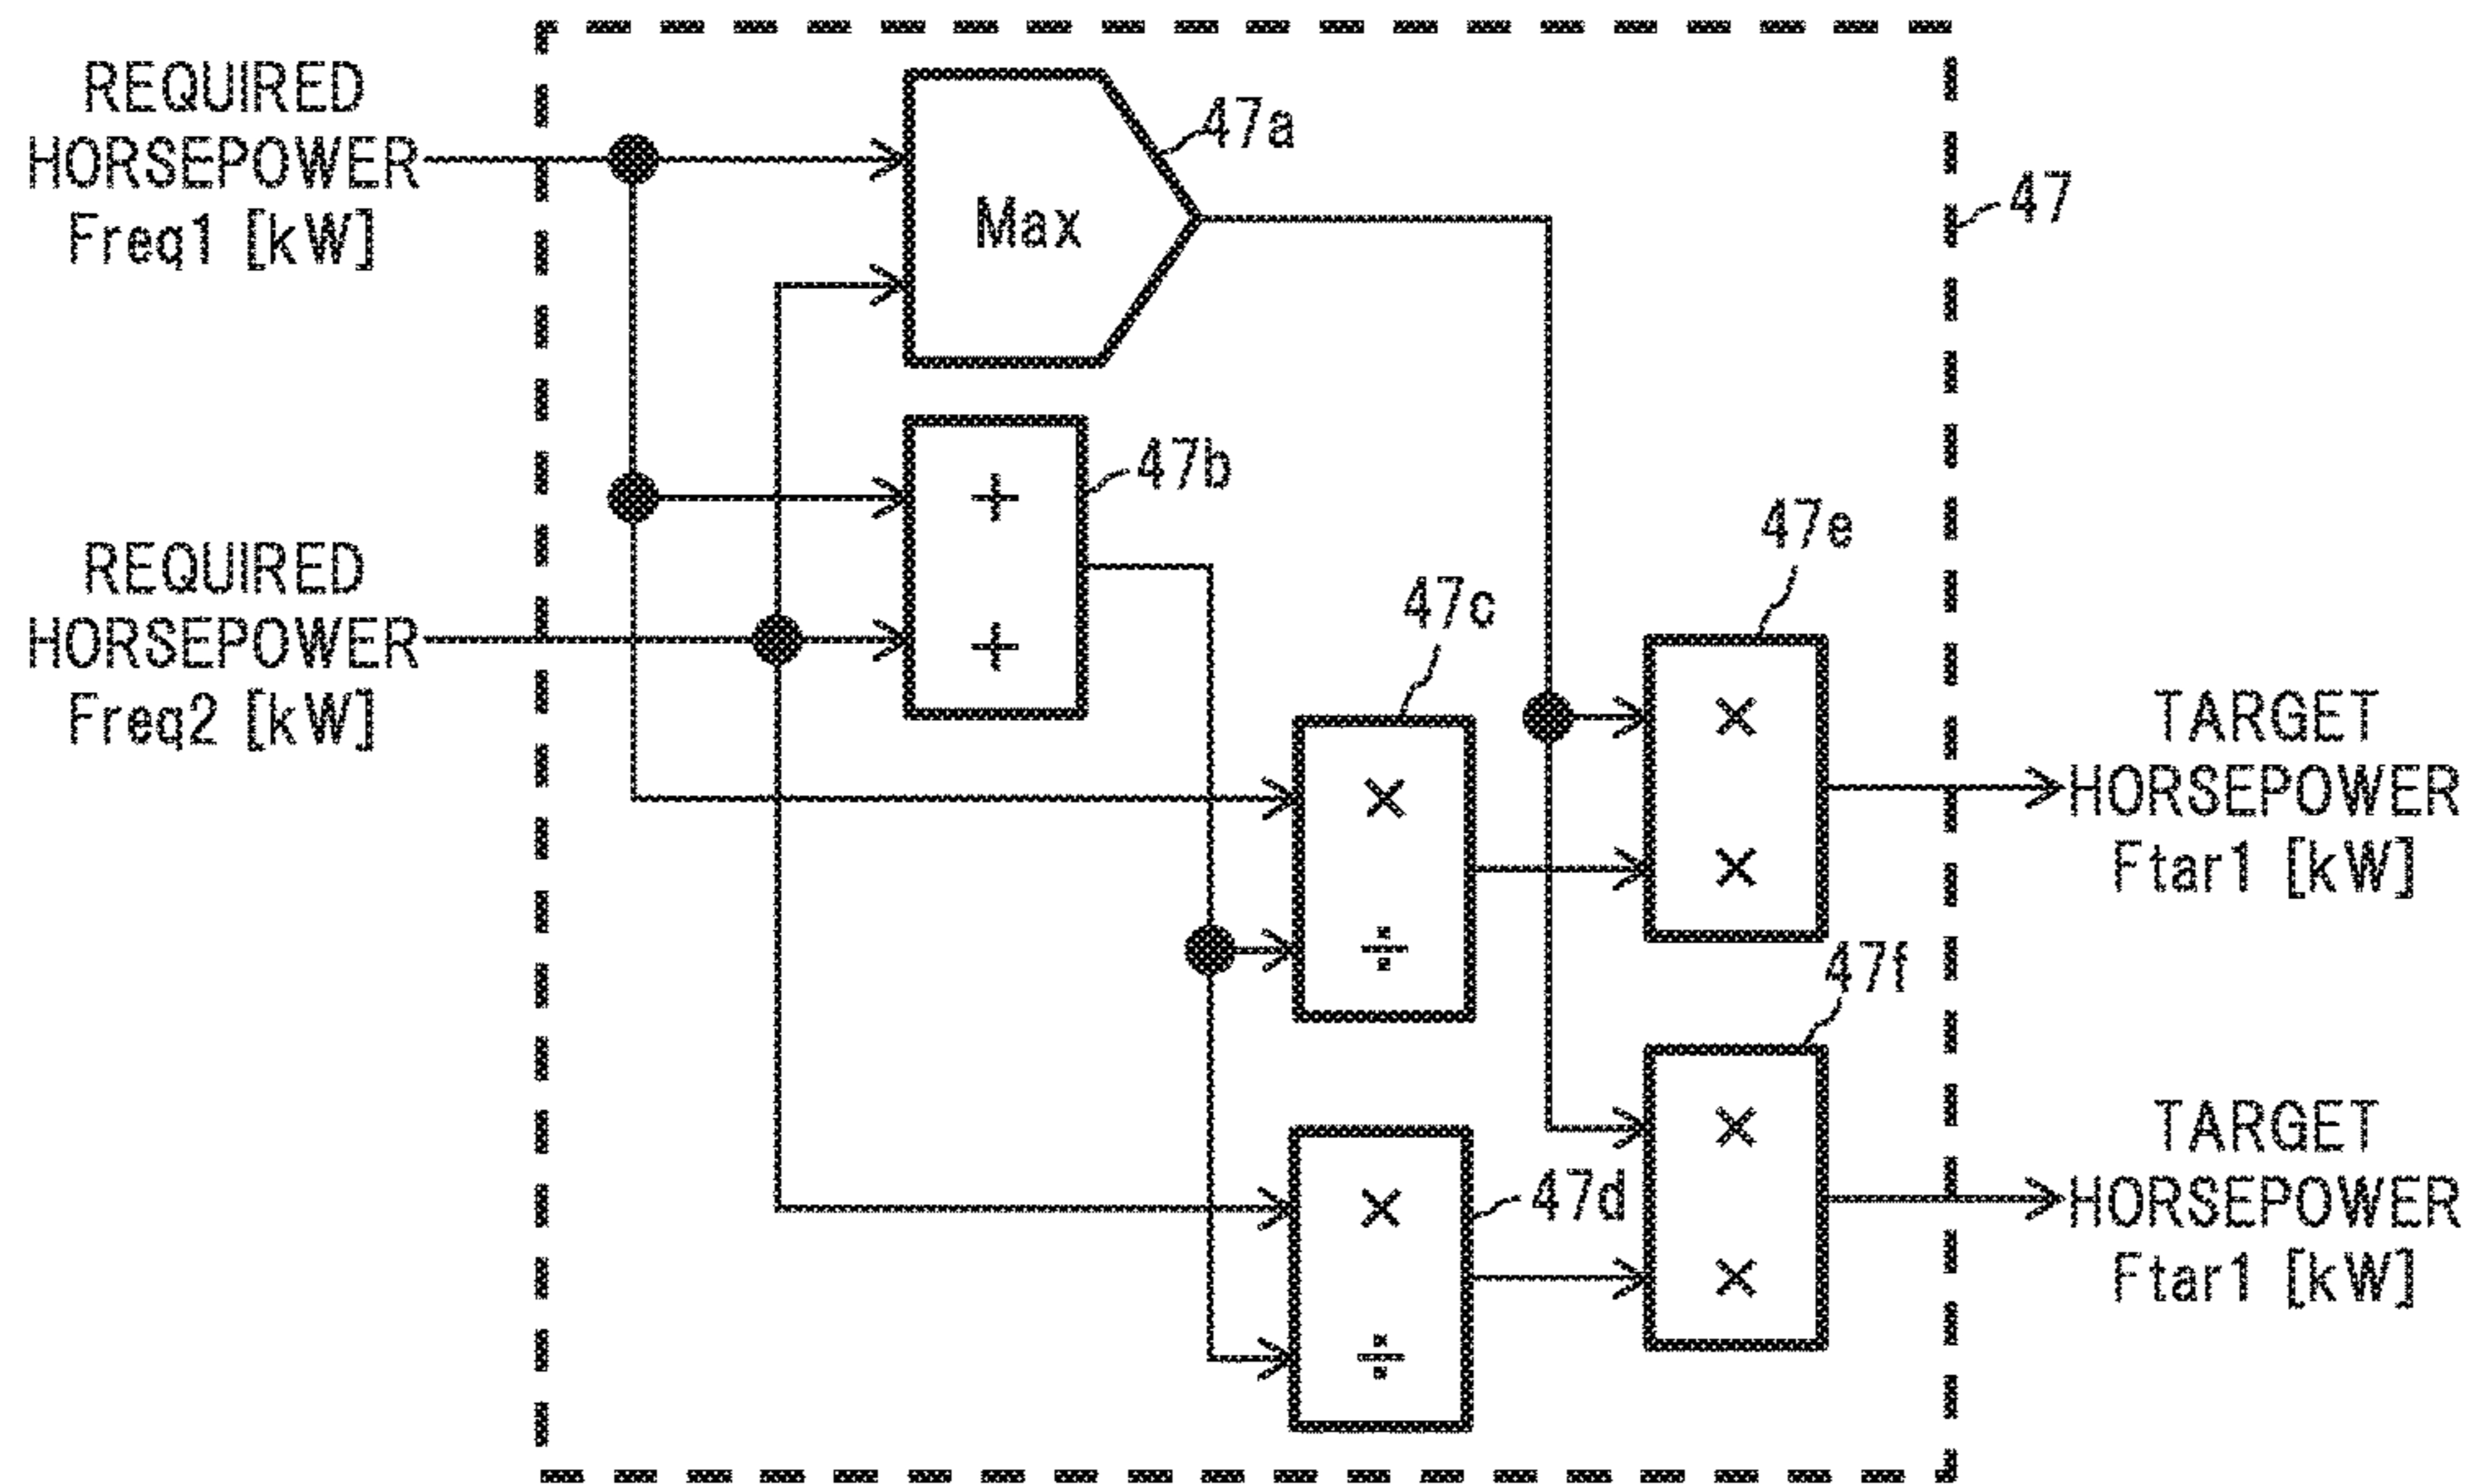 REQUIRED
HORSEPOWER
Freq1 [kW]
47a
Max
47
REQUIRED
HORSEPOWER
Freq2 [kW]
+
+
47b
47c
×
÷
47e
×
×
TARGET
HORSEPOWER
Ftar1 [kW]
47d
×
÷
47f
×
×
TARGET
HORSEPOWER
Ftar1 [kW]